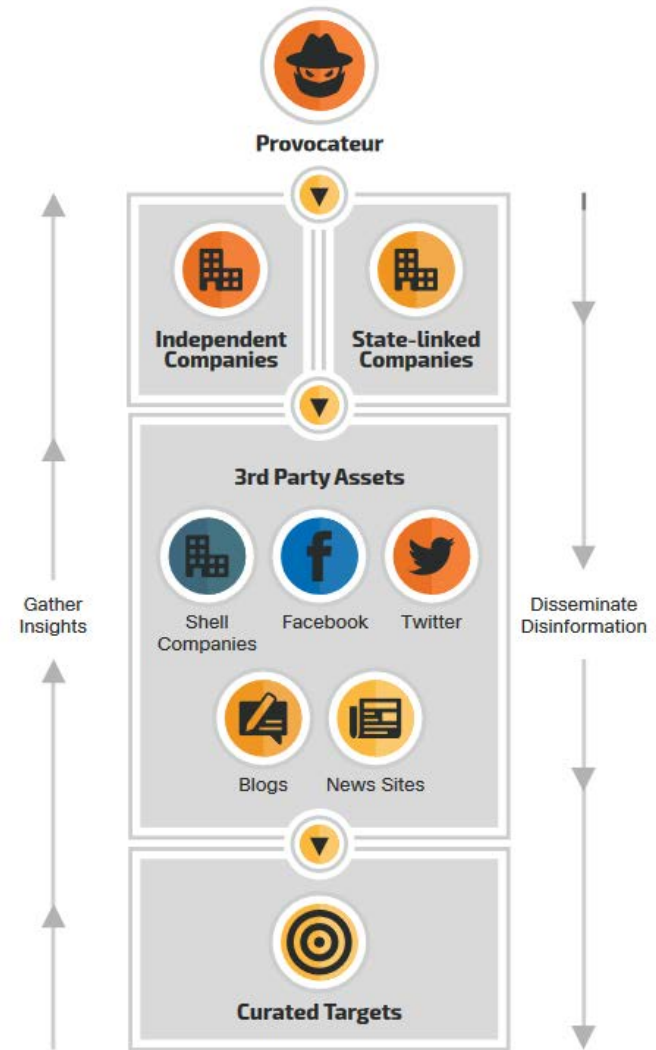 Provocateur
Independent
Companies
State-linked
Companies
3rd Party Assets
Shell
Companies
Facebook
Twitter
Blogs
News Sites
Gather
Insights
Disseminate
Disinformation
Curated Targets